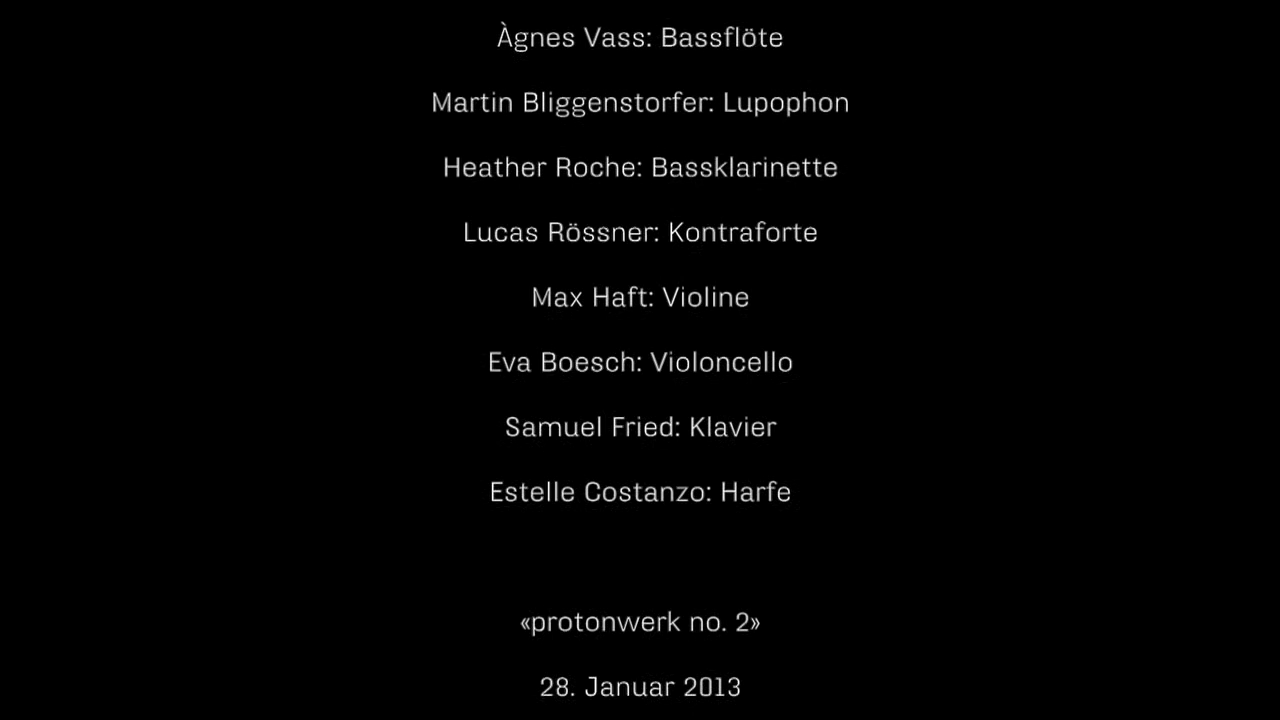 Àgnes Vass: Bassflöte
Martin Bliggenstorfer: Lupophon
Heather Roche: Bassklarinette
Lucas Rössner: Kontraforte
Max Haft: Violine
Eva Boesch: Violoncello
Samuel Fried: Klavier
Estelle Costanzo: Harfe
«protonwerk no. 2»
28. Januar 2013